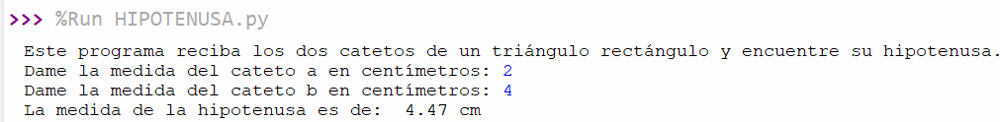 >>> %Run HIPOTENUSA.py
Este programa reciba los dos catetos de un triángulo rectángulo y encuentre su hipotenusa.
Dame la medida del cateto a en centímetros: 2
Dame la medida del cateto b en centímetros: 4
La medida de la hipotenusa es de:  4.47 cm